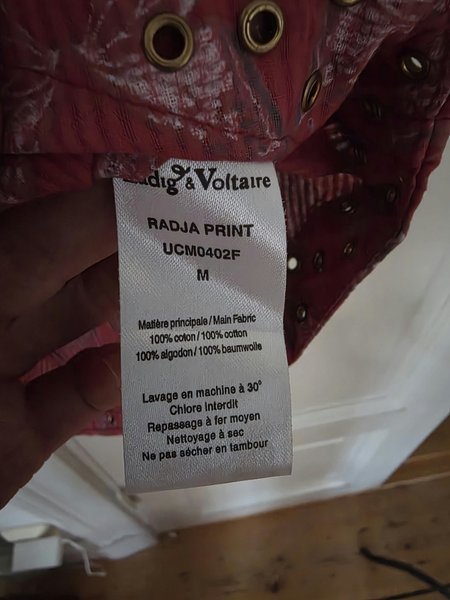 & Voltaire
RADJA PRINT
UCM0402F
M
Matière principale / Main Fabric
100% coton / 100% cotton
100% algodon / 100% baumwolle
Lavage en machine à 30°
Chlore interdit
Repassage à fer moyen
Nettoyage à sec
Ne pas sécher en tambour